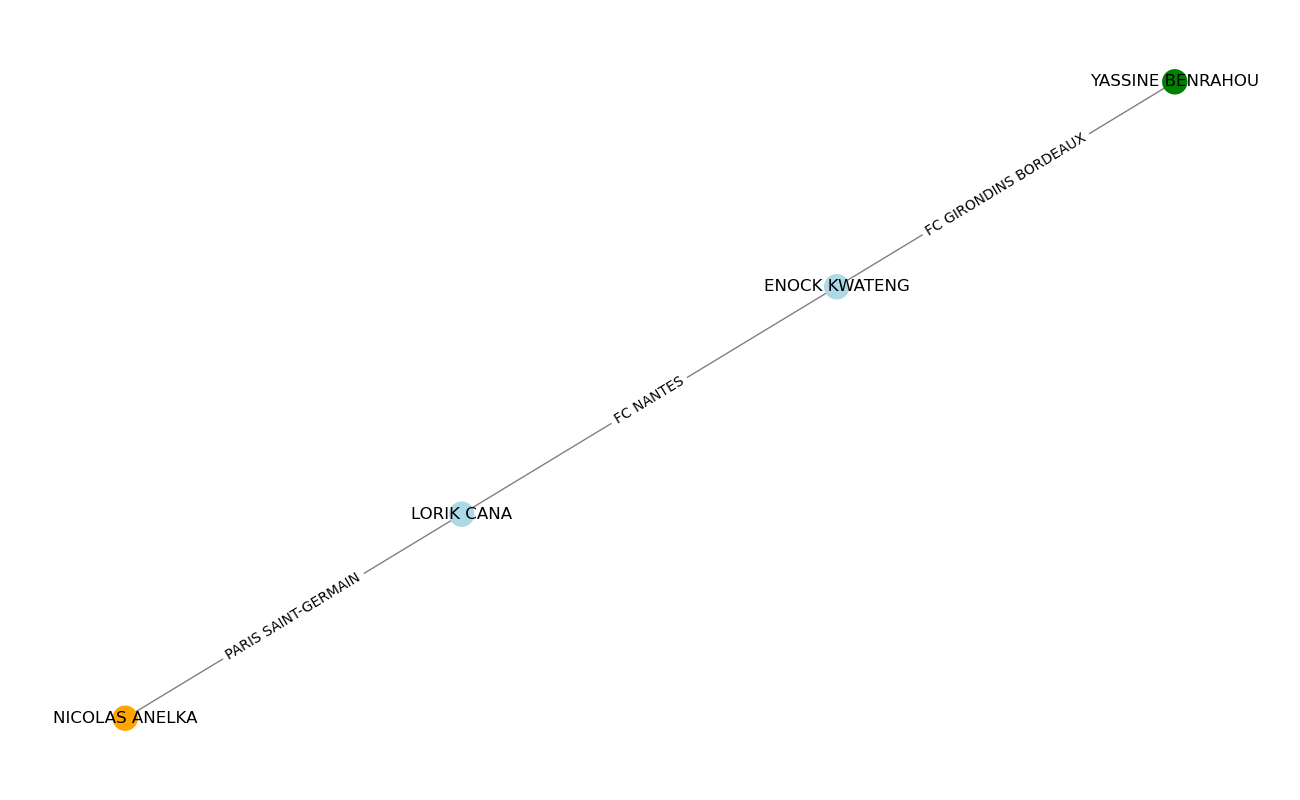 YASSINE BENRAHOU
FC GIRONDINS BORDEAUX
ENOCK KWATENG
FC NANTES
LORIK CANA
PARIS SAINT-GERMAIN
NICOLAS ANELKA